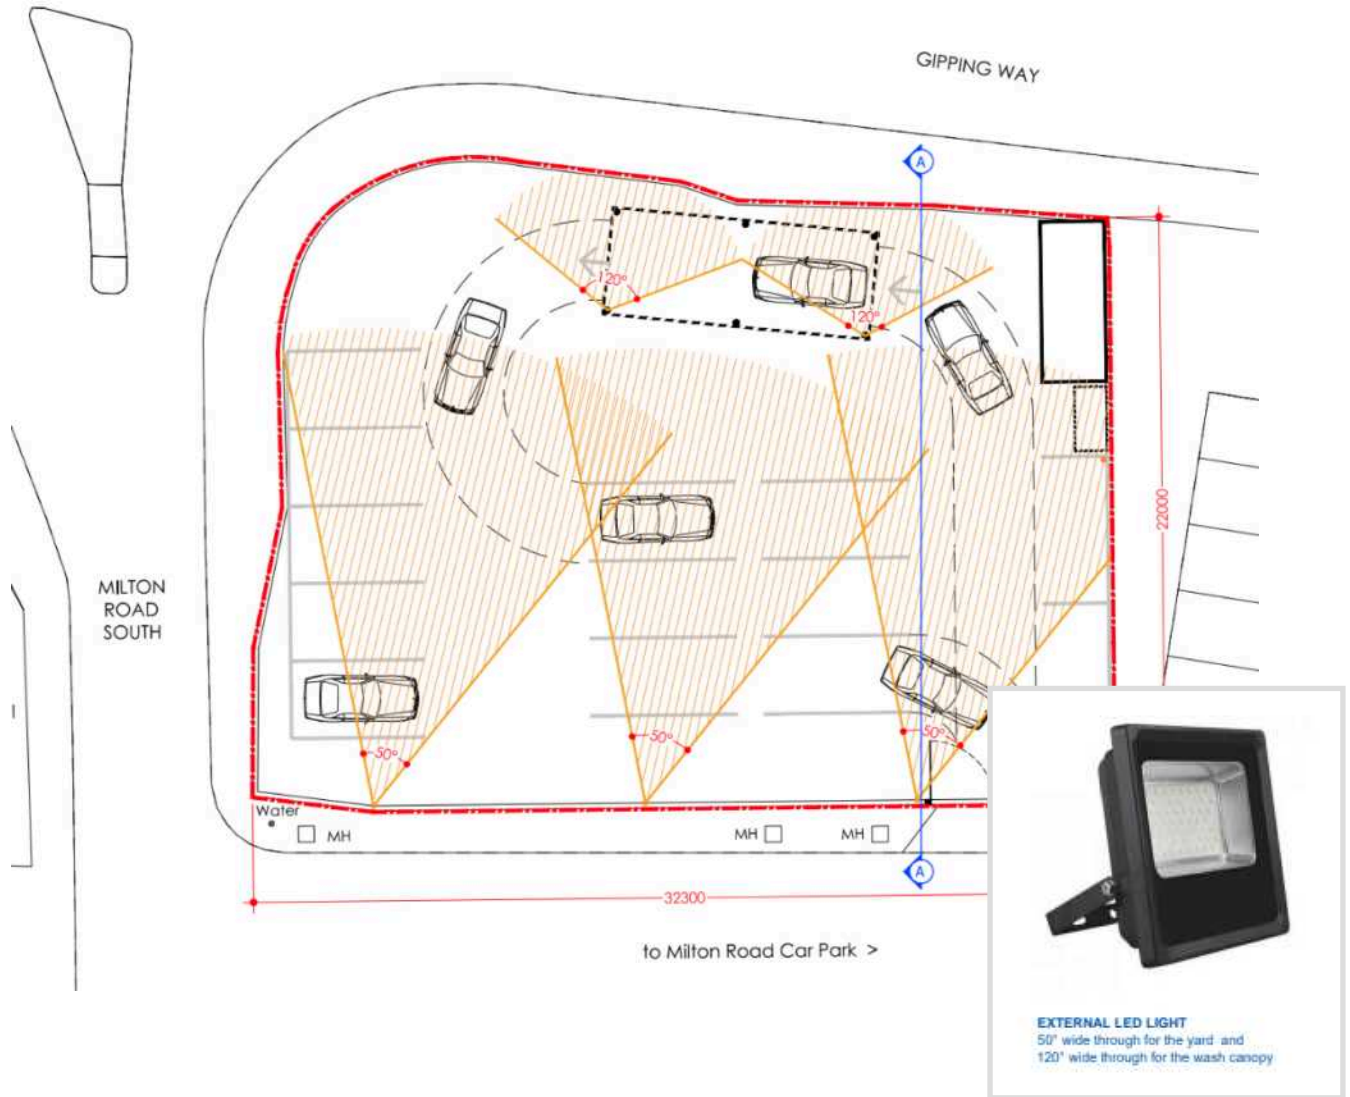 GIPPING WAY
A
120°
120°
22000
MILTON
ROAD
SOUTH
50°
50°
50°
Water
MH
MH
MH
A
32300
to Milton Road Car Park >
EXTERNAL LED LIGHT
50° wide through for the yard and
120° wide through for the wash canopy